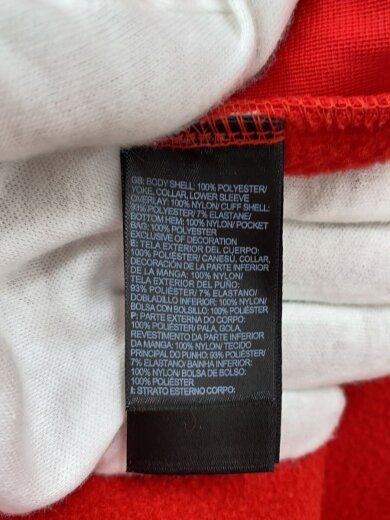 GB: BODY SHELL: 100% POLYESTER/
YOKE, COLLAR, LOWER SLEEVE
OVERLAY: 100% NYLON/ CUFF SHELL:
93% POLYESTER/ 7% ELASTANE/
BOTTOM HEM: 100% NYLON/ POCKET
BAG: 100% POLYESTER
EXCLUSIVE OF DECORATION
E: TELA EXTERIOR DEL CUERPO:
100% POLIÉSTER/ CANESÚ, COLLAR,
DECORACIÓN DE LA PARTE INFERIOR
DE LA MANGA: 100% NYLON/
TELA EXTERIOR DEL PUÑO:
93% POLIÉSTER/ 7% ELASTANO/
DOBLADILLO INFERIOR: 100% NYLON/
BOLSA CON BOLSILLO: 100% POLIÉSTER
P: PARTE EXTERNA DO CORPO:
100% POLIÉSTER/ PALA, GOLA,
REVESTIMENTO DA PARTE INFERIOR
DA MANGA: 100% NYLON/ TECIDO
PRINCIPAL DO PUNHO: 93% POLIÉSTER/
7% ELASTANO/ BAINHA INFERIOR:
100% NYLON/ BOLSA DE BOLSO:
100% POLIÉSTER
I: STRATO ESTERNO CORPO: